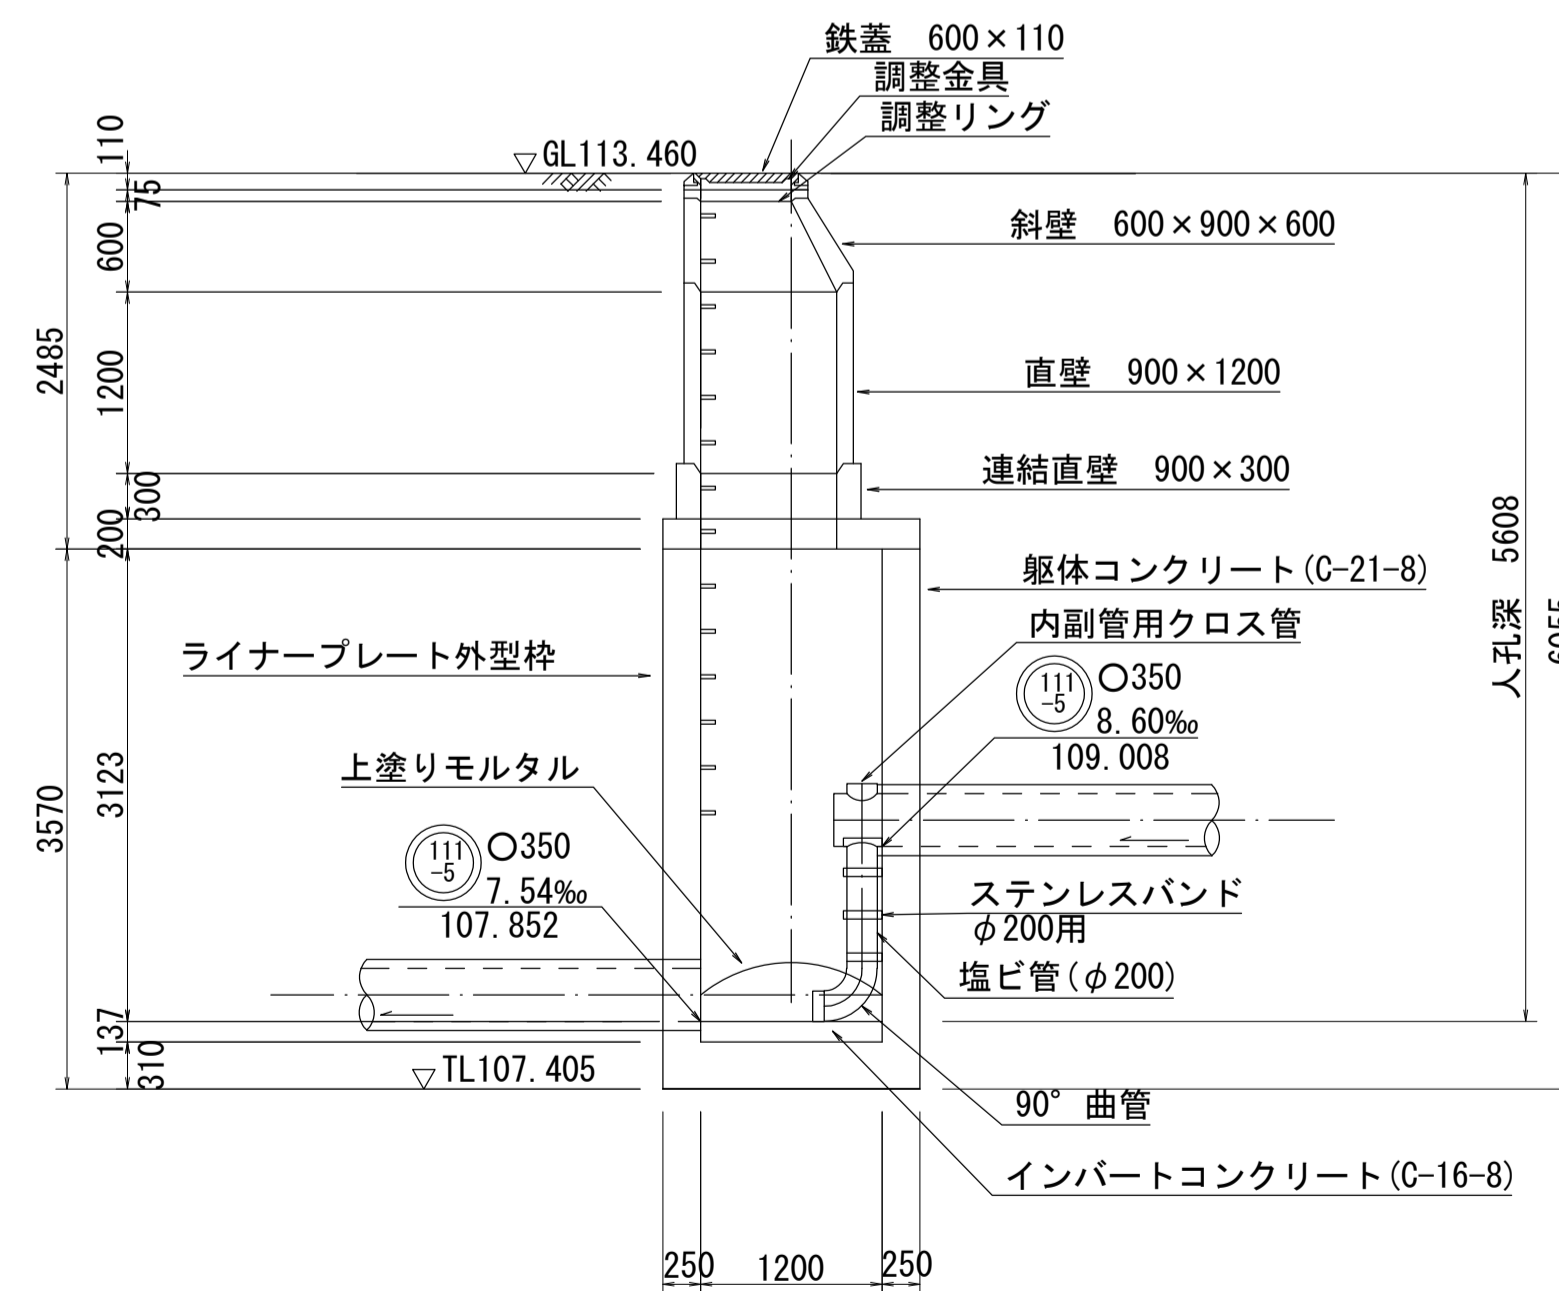 鉄蓋　600×110
調整金具
調整リング
GL113.460
斜壁　600×900×600
直壁　900×1200
連結直壁　900×300
躯体コンクリート(C-21-8)
内副管用クロス管
111
-5
○350
8.60‰
109.008
ライナープレート外型枠
上塗りモルタル
111
-5
○350
7.54‰
107.852
ステンレスバンド
φ200用
塩ビ管(φ200)
TL107.405
90°曲管
インバートコンクリート(C-16-8)
110
75
600
1200
300
200
2485
3123
3570
137
310
人孔深　5608
250
1200
250